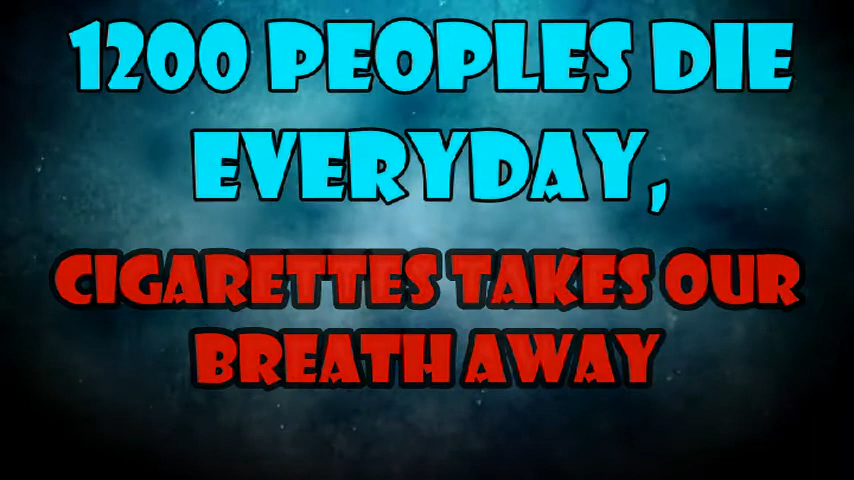 1200 PEOPLES DIE
EVERYDAY,
CIGARETTES TAKES OUR
BREATH AWAY